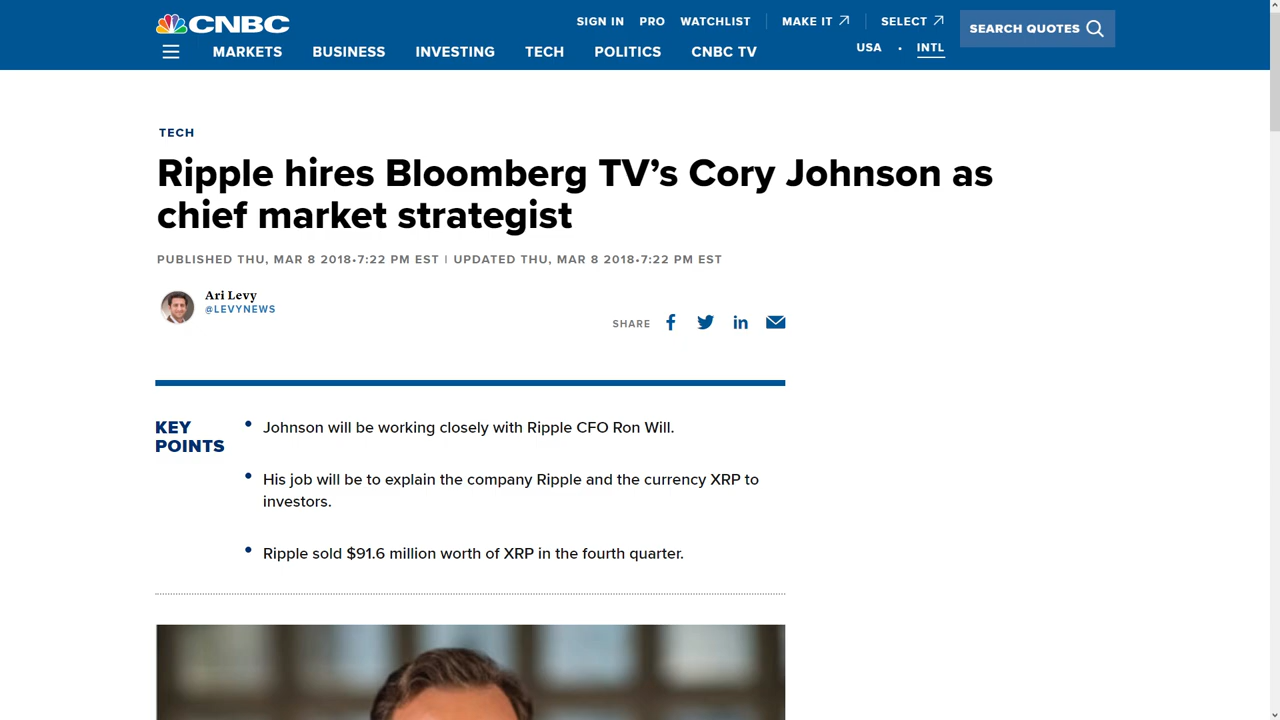 CNBC
SIGN IN PRO WATCHLIST MAKE IT SELECT
SEARCH QUOTES
USA • INTL
MARKETS BUSINESS INVESTING TECH POLITICS CNBC TV
TECH
Ripple hires Bloomberg TV’s Cory Johnson as
chief market strategist
PUBLISHED THU, MAR 8 2018•7:22 PM EST | UPDATED THU, MAR 8 2018•7:22 PM EST
Ari Levy
@LEVYNEWS
SHARE
KEY
POINTS
• Johnson will be working closely with Ripple CFO Ron Will.
• His job will be to explain the company Ripple and the currency XRP to
investors.
• Ripple sold $91.6 million worth of XRP in the fourth quarter.